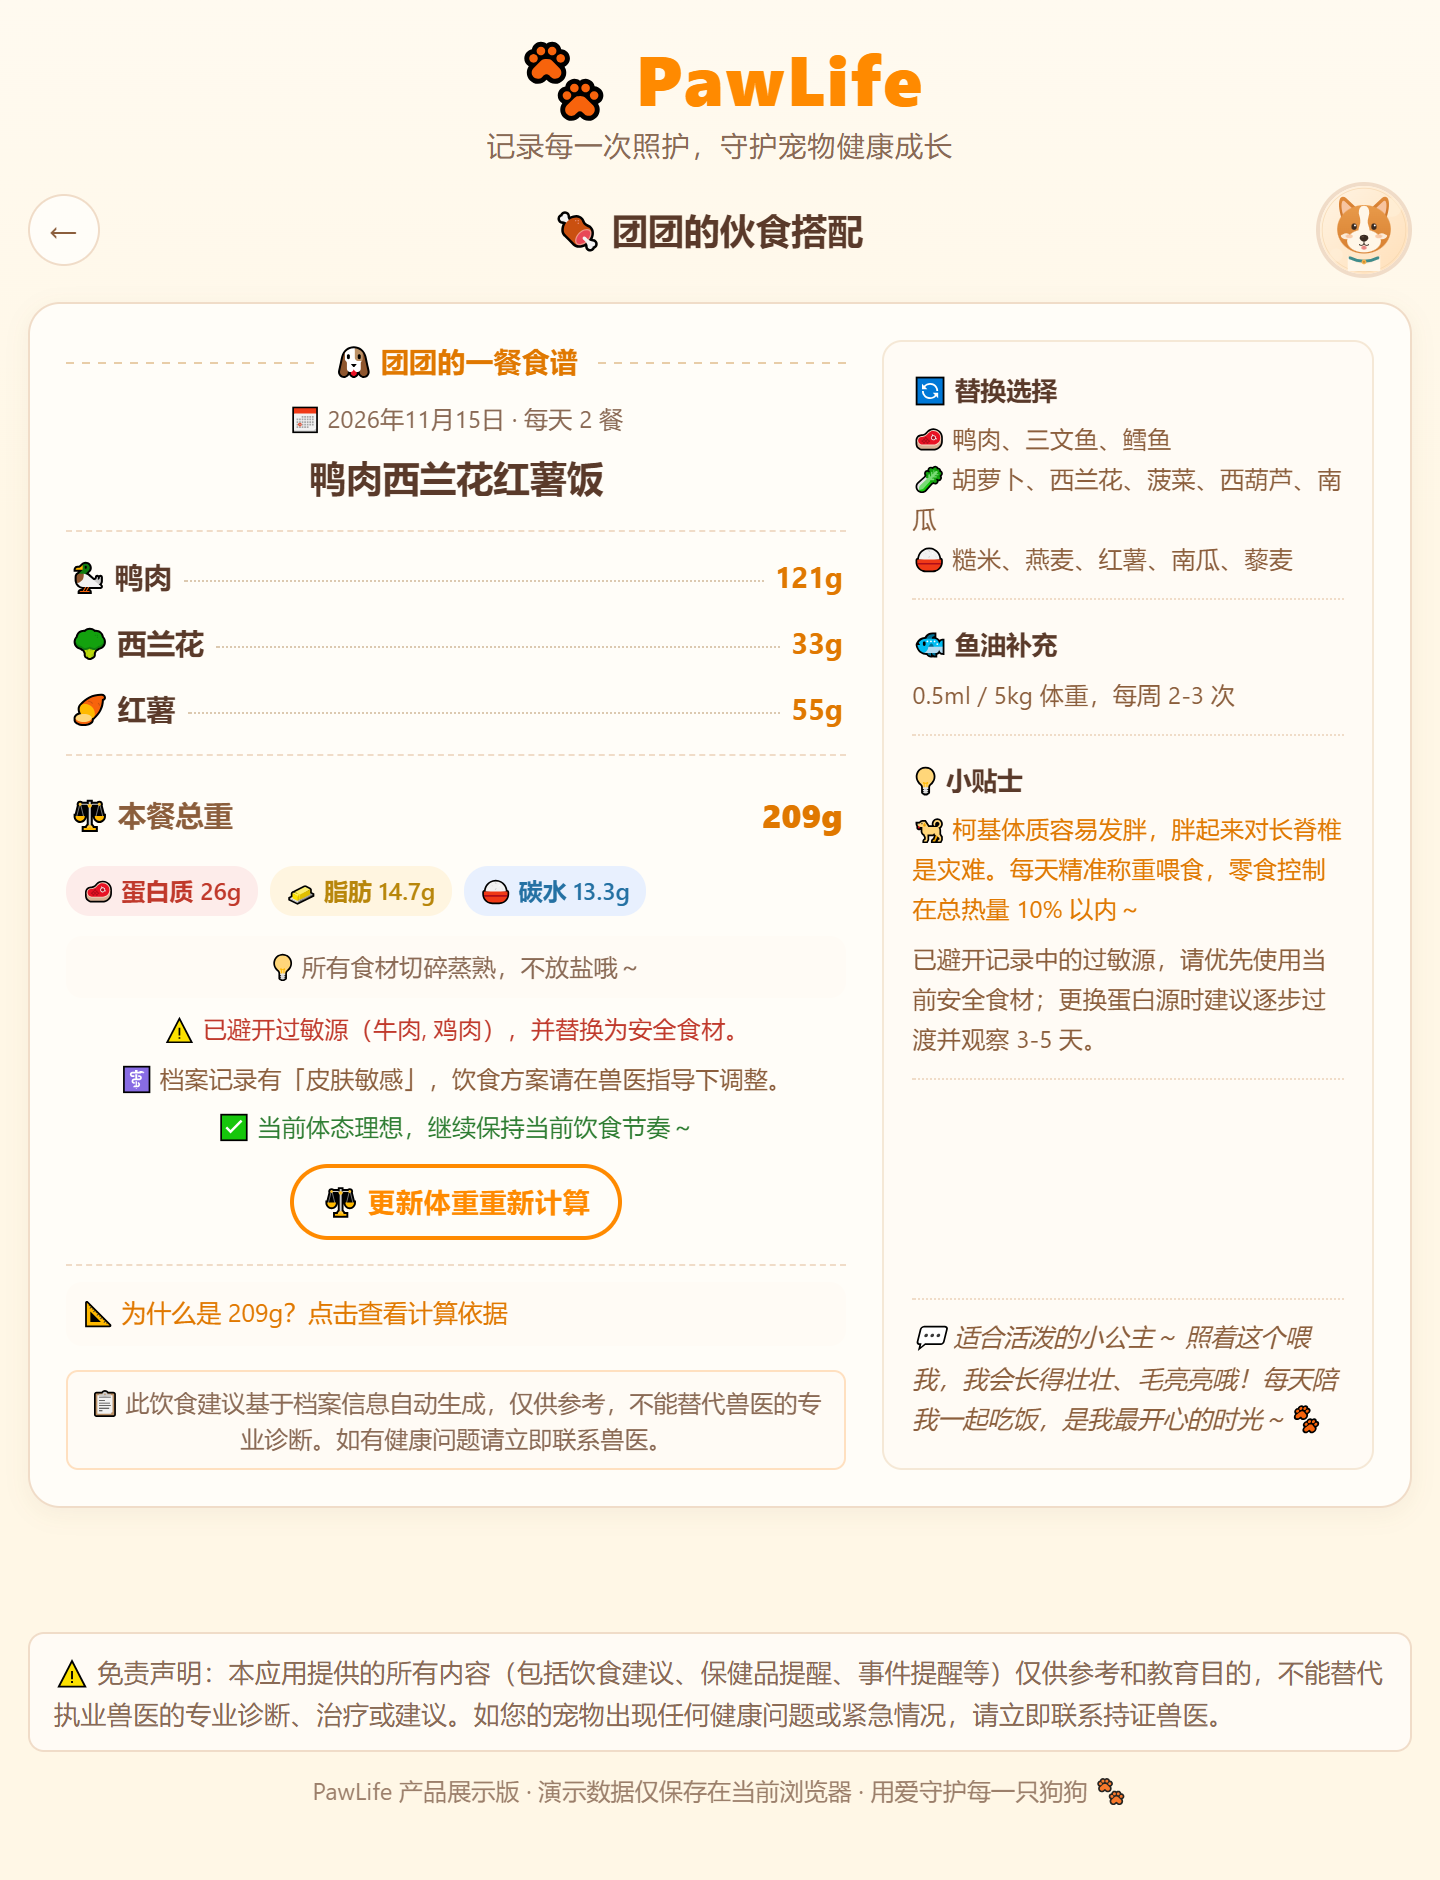 PawLife
记录每一次照护，守护宠物健康成长
←
团团的伙食搭配
团团的一餐食谱
2026年11月15日 · 每天 2 餐
鸭肉西兰花红薯饭
鸭肉 121g
西兰花 33g
红薯 55g
本餐总重 209g
蛋白质 26g 脂肪 14.7g 碳水 13.3g
所有食材切碎蒸熟，不放盐哦～
已避开过敏源（牛肉, 鸡肉），并替换为安全食材。
档案记录有「皮肤敏感」，饮食方案请在兽医指导下调整。
当前体态理想，继续保持当前饮食节奏～
更新体重重新计算
为什么是 209g？点击查看计算依据
此饮食建议基于档案信息自动生成，仅供参考，不能替代兽医的专
业诊断。如有健康问题请立即联系兽医。
替换选择
鸭肉、三文鱼、鳕鱼
胡萝卜、西兰花、菠菜、西葫芦、南
瓜
糙米、燕麦、红薯、南瓜、藜麦
鱼油补充
0.5ml / 5kg 体重，每周 2-3 次
小贴士
柯基体质容易发胖，胖起来对长脊椎
是灾难。每天精准称重喂食，零食控制
在总热量 10% 以内～
已避开记录中的过敏源，请优先使用当
前安全食材；更换蛋白源时建议逐步过
渡并观察 3-5 天。
适合活泼的小公主～ 照着这个喂
我，我会长得壮壮、毛亮亮哦！每天陪
我一起吃饭，是我最开心的时光～
免责声明：本应用提供的所有内容（包括饮食建议、保健品提醒、事件提醒等）仅供参考和教育目的，不能替代
执业兽医的专业诊断、治疗或建议。如您的宠物出现任何健康问题或紧急情况，请立即联系持证兽医。
PawLife 产品展示版 · 演示数据仅保存在当前浏览器 · 用爱守护每一只狗狗